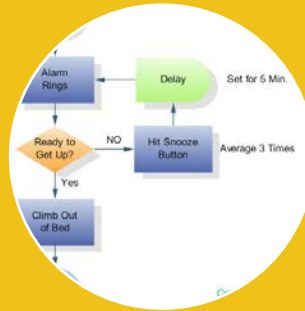 Alarm
Rings
Delay
Set for 5 Min.
Ready to
Get Up?
NO
Hit Snooze
Button
Average 3 Times
Yes
Climb Out
of Bed